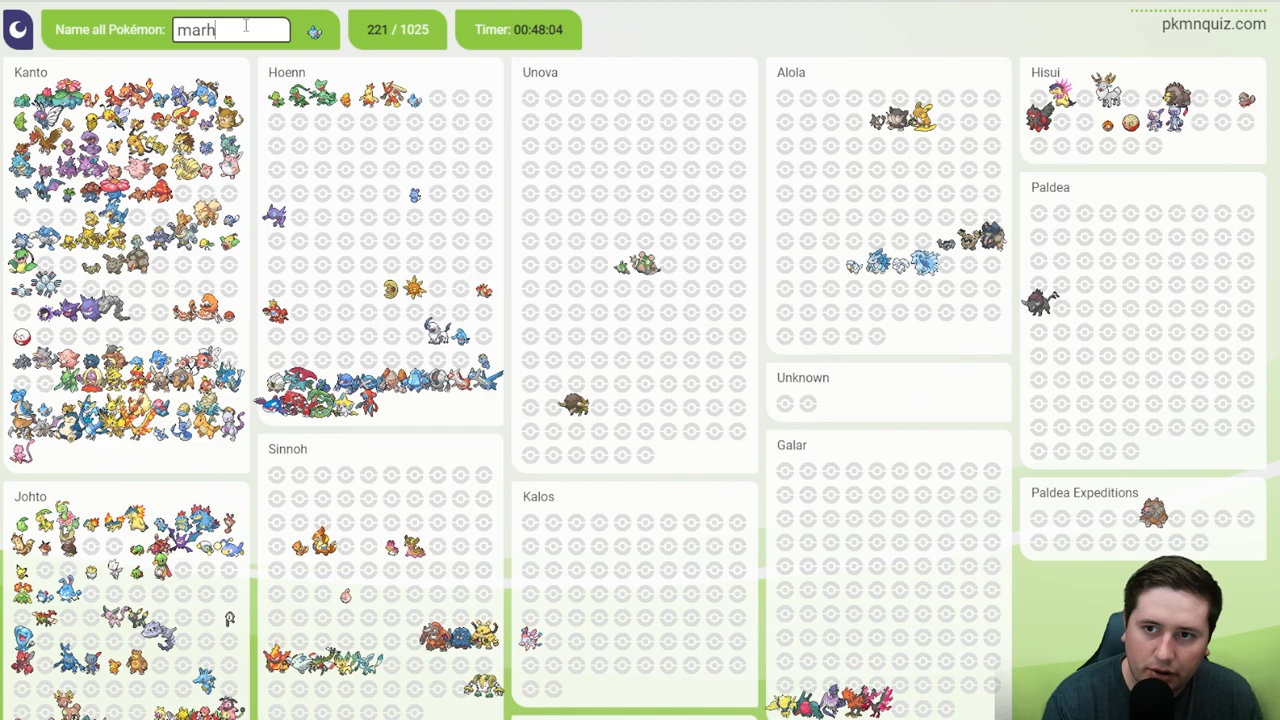 Name all Pokémon: marh
221 / 1025
Timer: 00:48:04
pkmnquiz.com
Kanto
Hoenn
Unova
Alola
Hisui
Paldea
Unknown
Galar
Sinnoh
Johto
Kalos
Paldea Expeditions